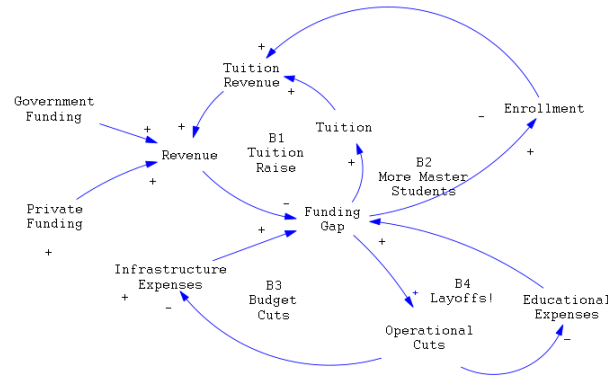 +
Tuition
Revenue
+
Government
Funding
+
+
-
Enrollment
B1
Tuition
Raise
Tuition
Revenue
+
+
B2
More Master
Students
+
-
Private
Funding
+
Funding
Gap
+
+
Infrastructure
Expenses
+
-
B3
Budget
Cuts
+
B4
Layoffs!
Educational
Expenses
Operational
Cuts
-